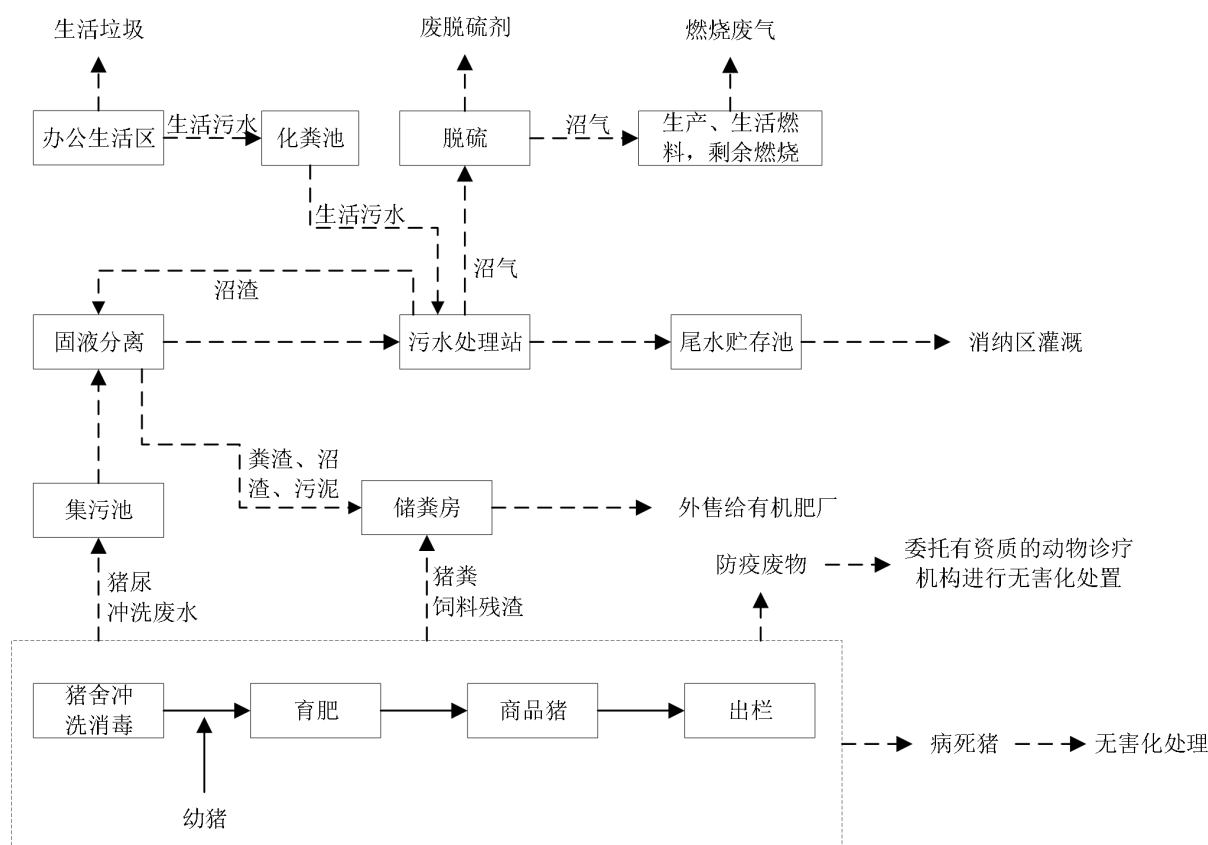 生活垃圾
废脱硫剂
燃烧废气
办公生活区
生活污水
化粪池
脱硫
沼气
生产、生活燃
料，剩余燃烧
生活污水
沼气
沼渣
固液分离
污水处理站
尾水贮存池
消纳区灌溉
粪渣、沼
渣、污泥
集污池
储粪房
外售给有机肥厂
防疫废物
委托有资质的动物诊疗
机构进行无害化处置
猪尿
冲洗废水
猪粪
饲料残渣
猪舍冲
洗消毒
育肥
商品猪
出栏
病死猪
无害化处理
幼猪